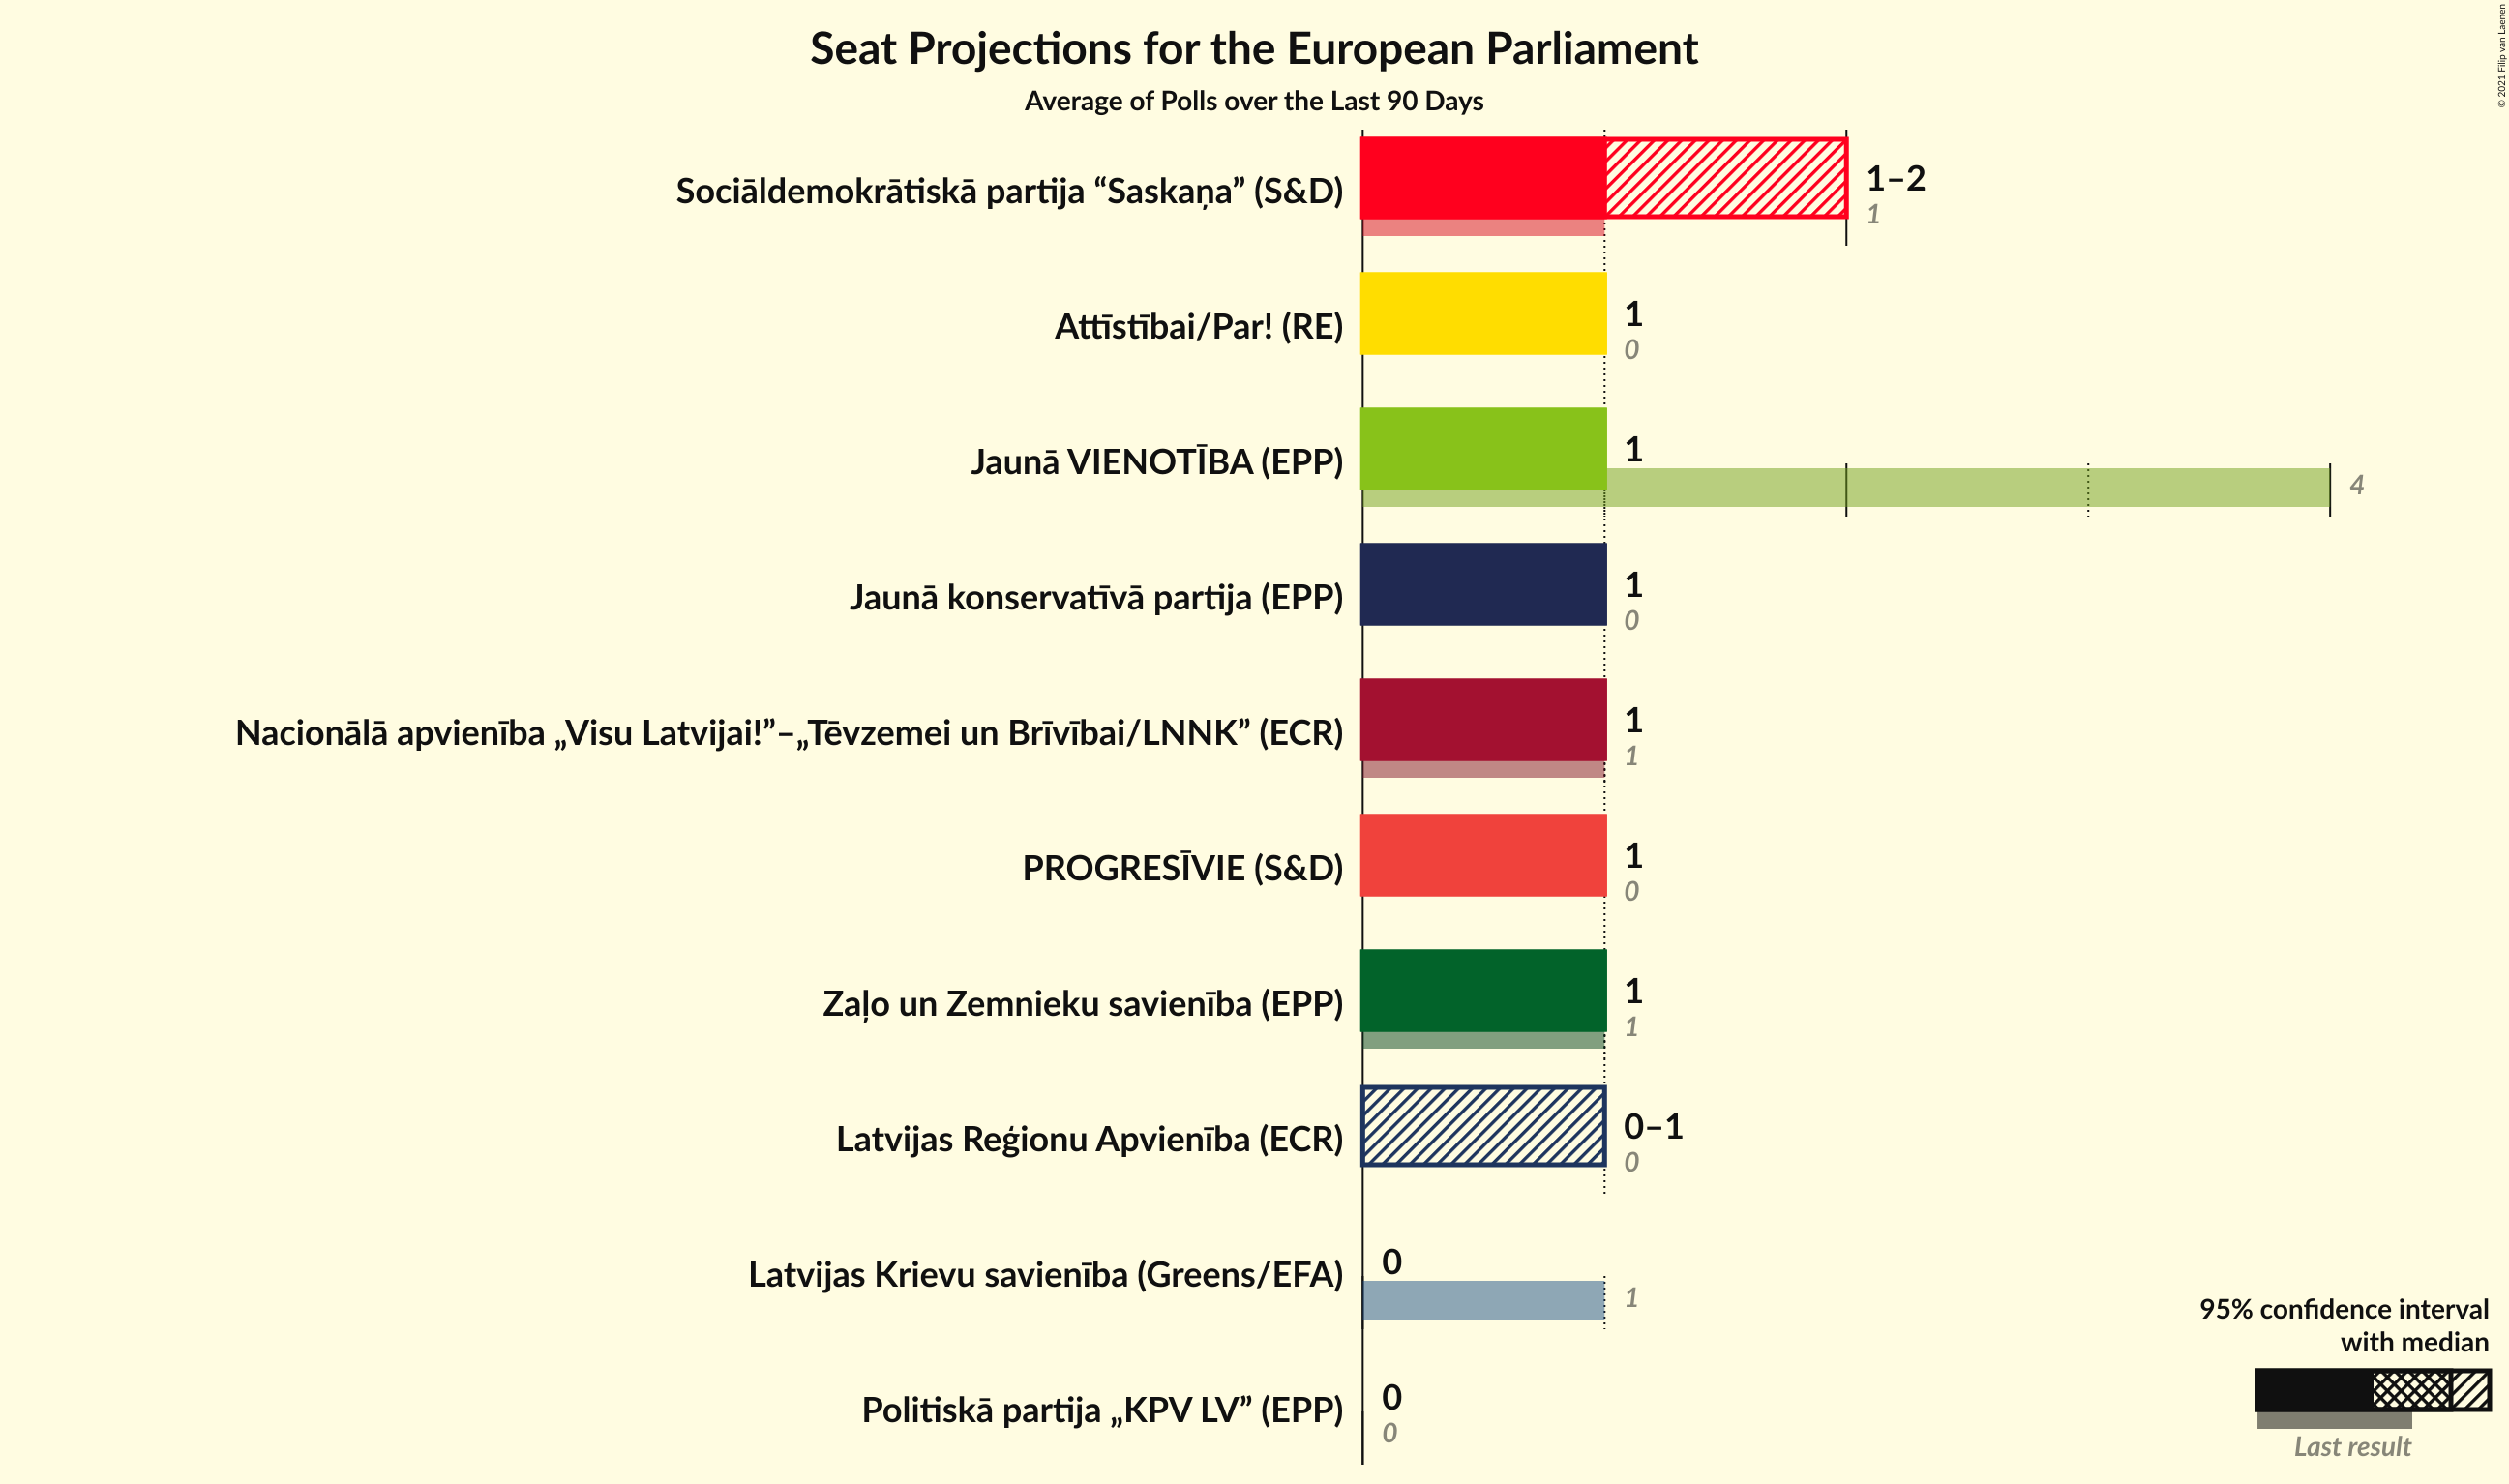 Seat Projections for the European Parliament
Average of Polls over the Last 90 Days
© 2021 Filip van Laenen
Sociāldemokrātiskā partija “Saskaņa” (S&D)
1–2
1
Attīstībai/Par! (RE)
1
0
Jaunā VIENOTĪBA (EPP)
1
4
Jaunā konservatīvā partija (EPP)
1
0
Nacionālā apvienība „Visu Latvijai!”–„Tēvzemei un Brīvībai/LNNK” (ECR)
1
1
PROGRESĪVIE (S&D)
1
0
Zaļo un Zemnieku savienība (EPP)
1
1
Latvijas Reģionu Apvienība (ECR)
0–1
0
Latvijas Krievu savienība (Greens/EFA)
0
1
Politiskā partija „KPV LV” (EPP)
0
0
95% confidence interval
with median
Last result